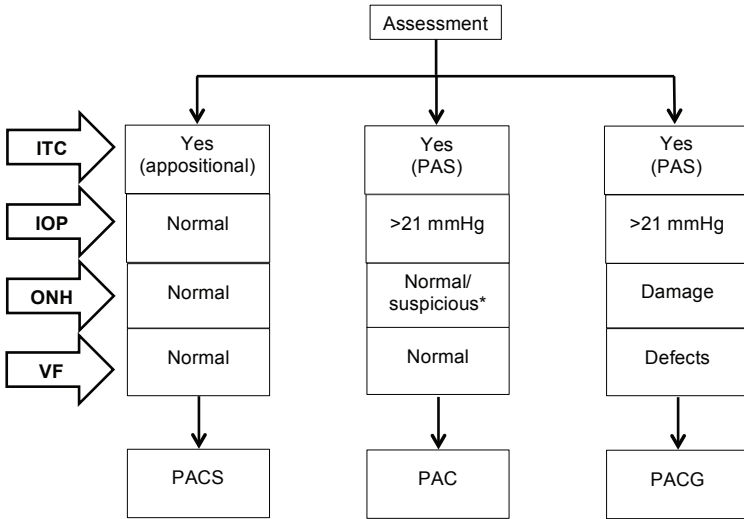 Assessment
ITC
Yes
(appositional)
Yes
(PAS)
Yes
(PAS)
IOP
Normal
>21 mmHg
>21 mmHg
ONH
Normal
Normal/
suspicious*
Damage
VF
Normal
Normal
Defects
PACS
PAC
PACG